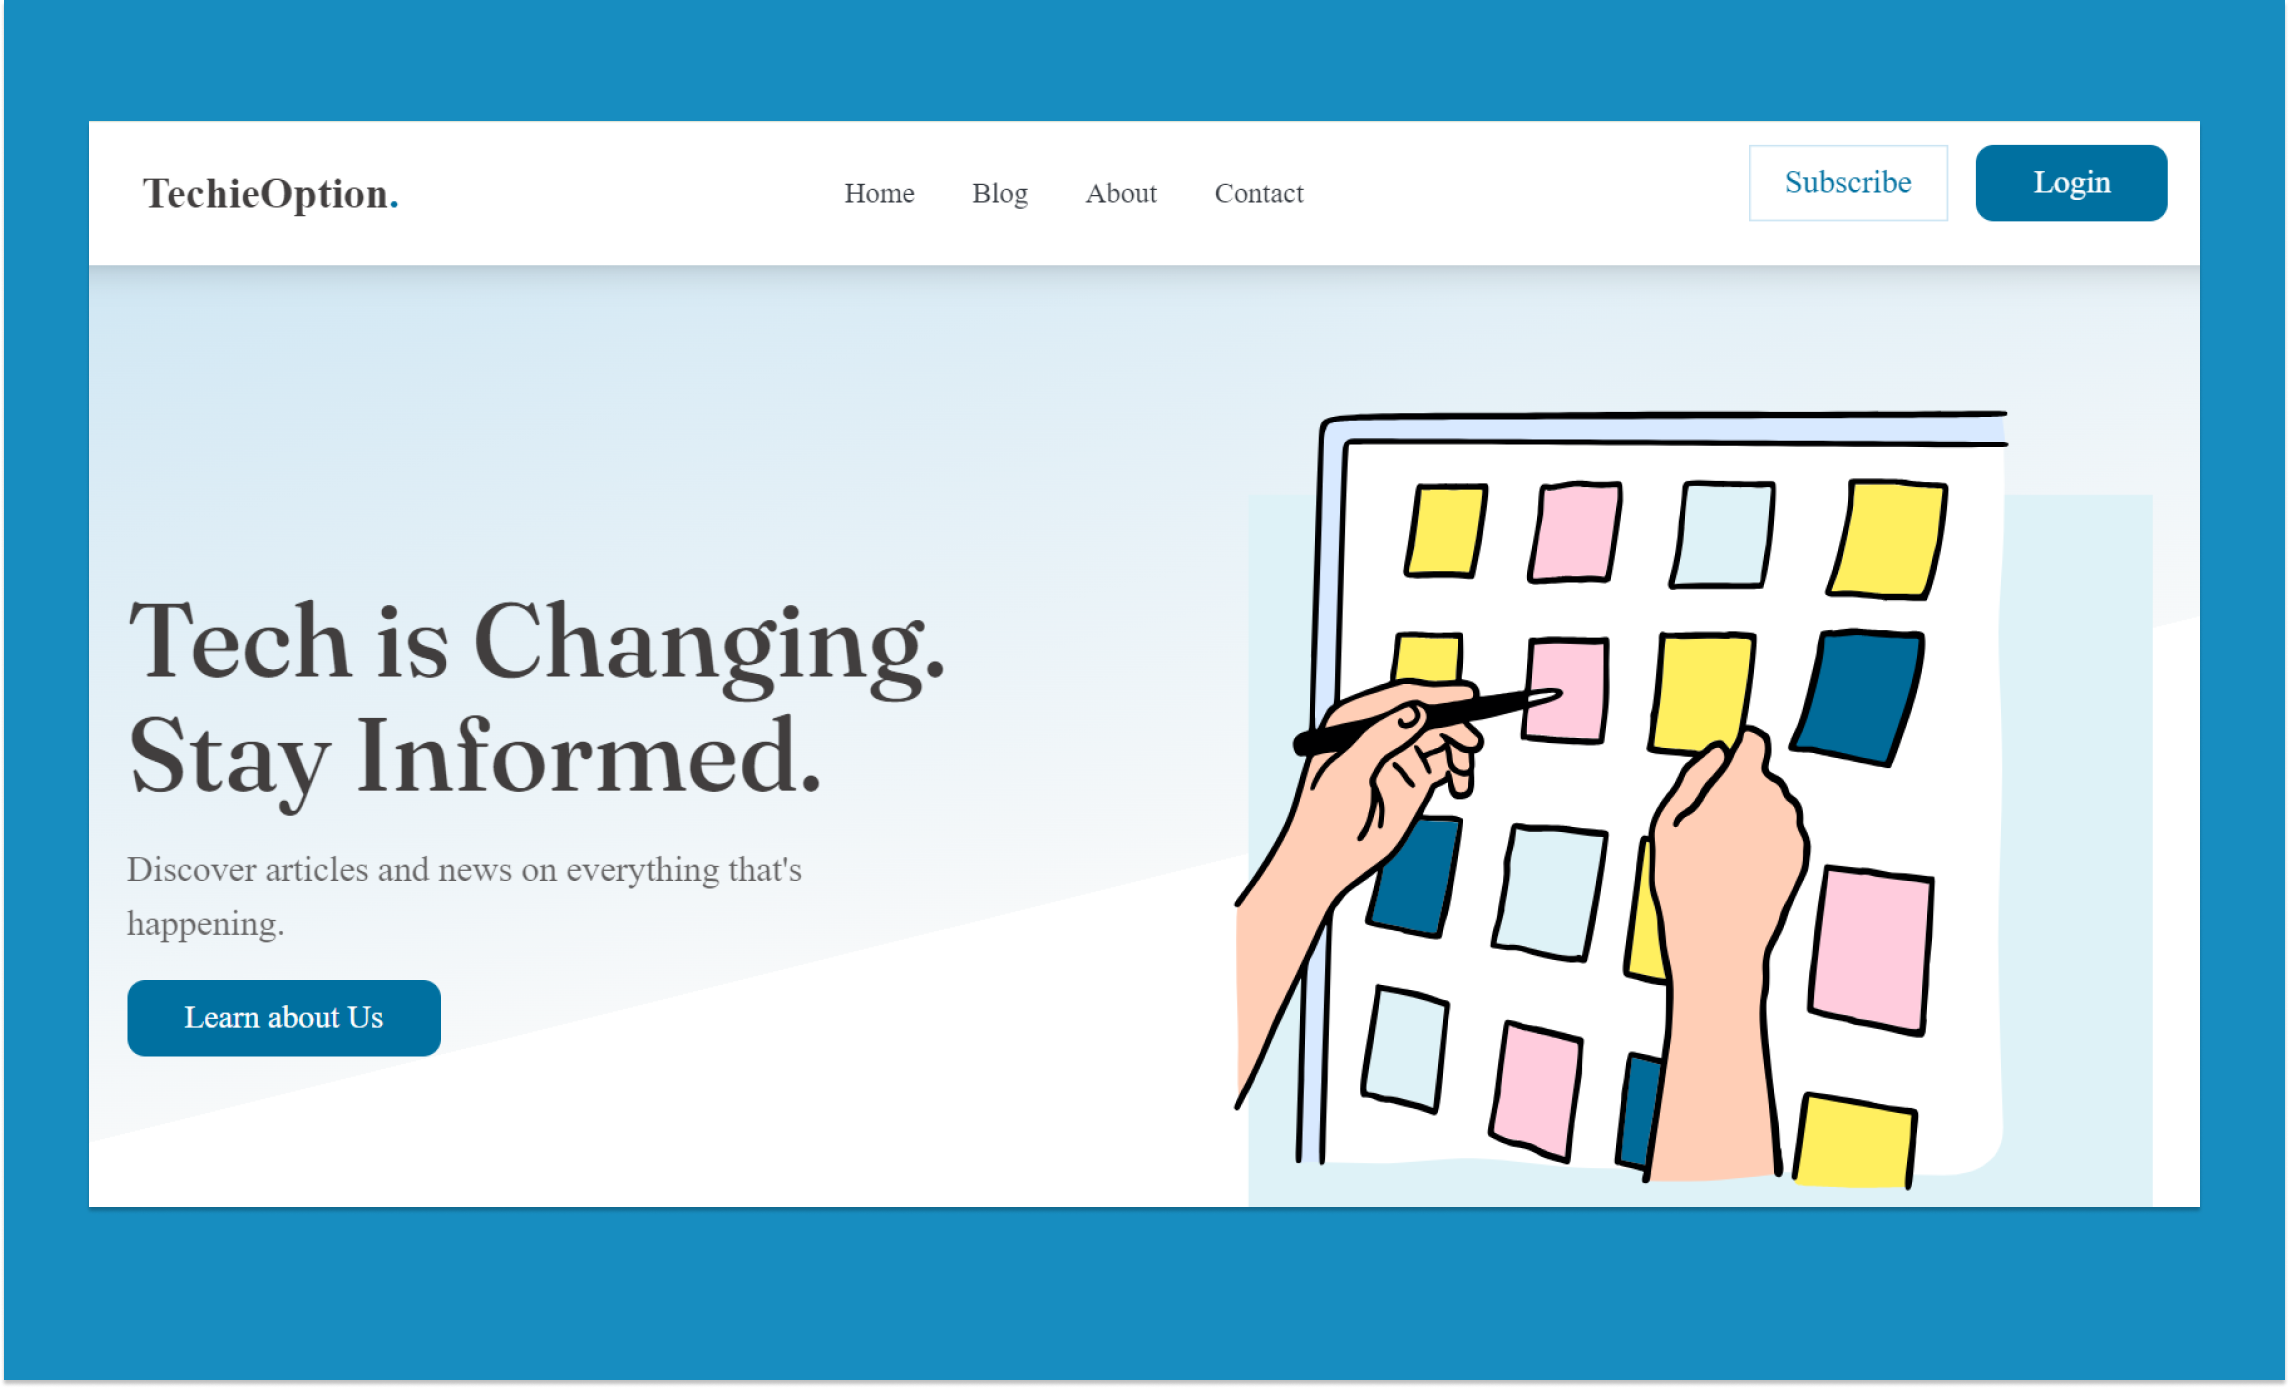 TechieOption.
Home Blog About Contact
Subscribe Login
Tech is Changing.
Stay Informed.
Discover articles and news on everything that's
happening.
Learn about Us